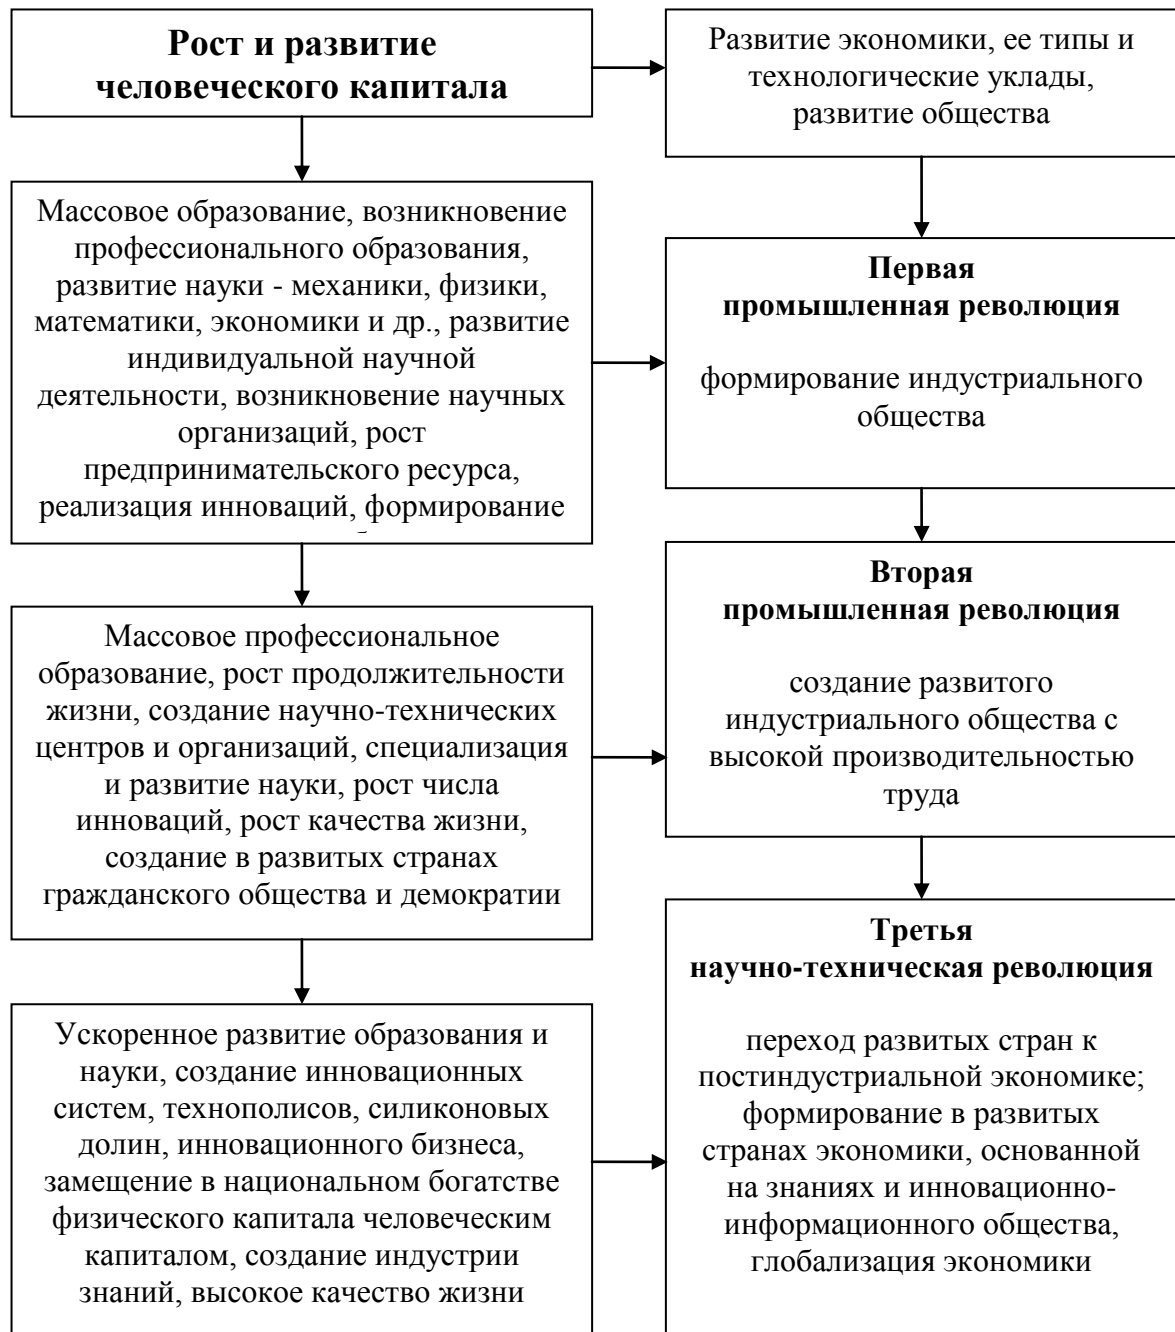 Рост и развитие
человеческого капитала
Развитие экономики, ее типы и
технологические уклады,
развитие общества
Массовое образование, возникновение
профессионального образования,
развитие науки - механики, физики,
математики, экономики и др., развитие
индивидуальной научной
деятельности, возникновение научных
организаций, рост
предпринимательского ресурса,
реализация инноваций, формирование
Первая
промышленная революция
формирование индустриального
общества
Массовое профессиональное
образование, рост продолжительности
жизни, создание научно-технических
центров и организаций, специализация
и развитие науки, рост числа
инноваций, рост качества жизни,
создание в развитых странах
гражданского общества и демократии
Вторая
промышленная революция
создание развитого
индустриального общества с
высокой производительностью
труда
Ускоренное развитие образования и
науки, создание инновационных
систем, технополисов, силиконовых
долин, инновационного бизнеса,
замещение в национальном богатстве
физического капитала человеческим
капиталом, создание индустрии
знаний, высокое качество жизни
Третья
научно-техническая революция
переход развитых стран к
постиндустриальной экономике;
формирование в развитых
странах экономики, основанной
на знаниях и инновационно-
информационного общества,
глобализация экономики